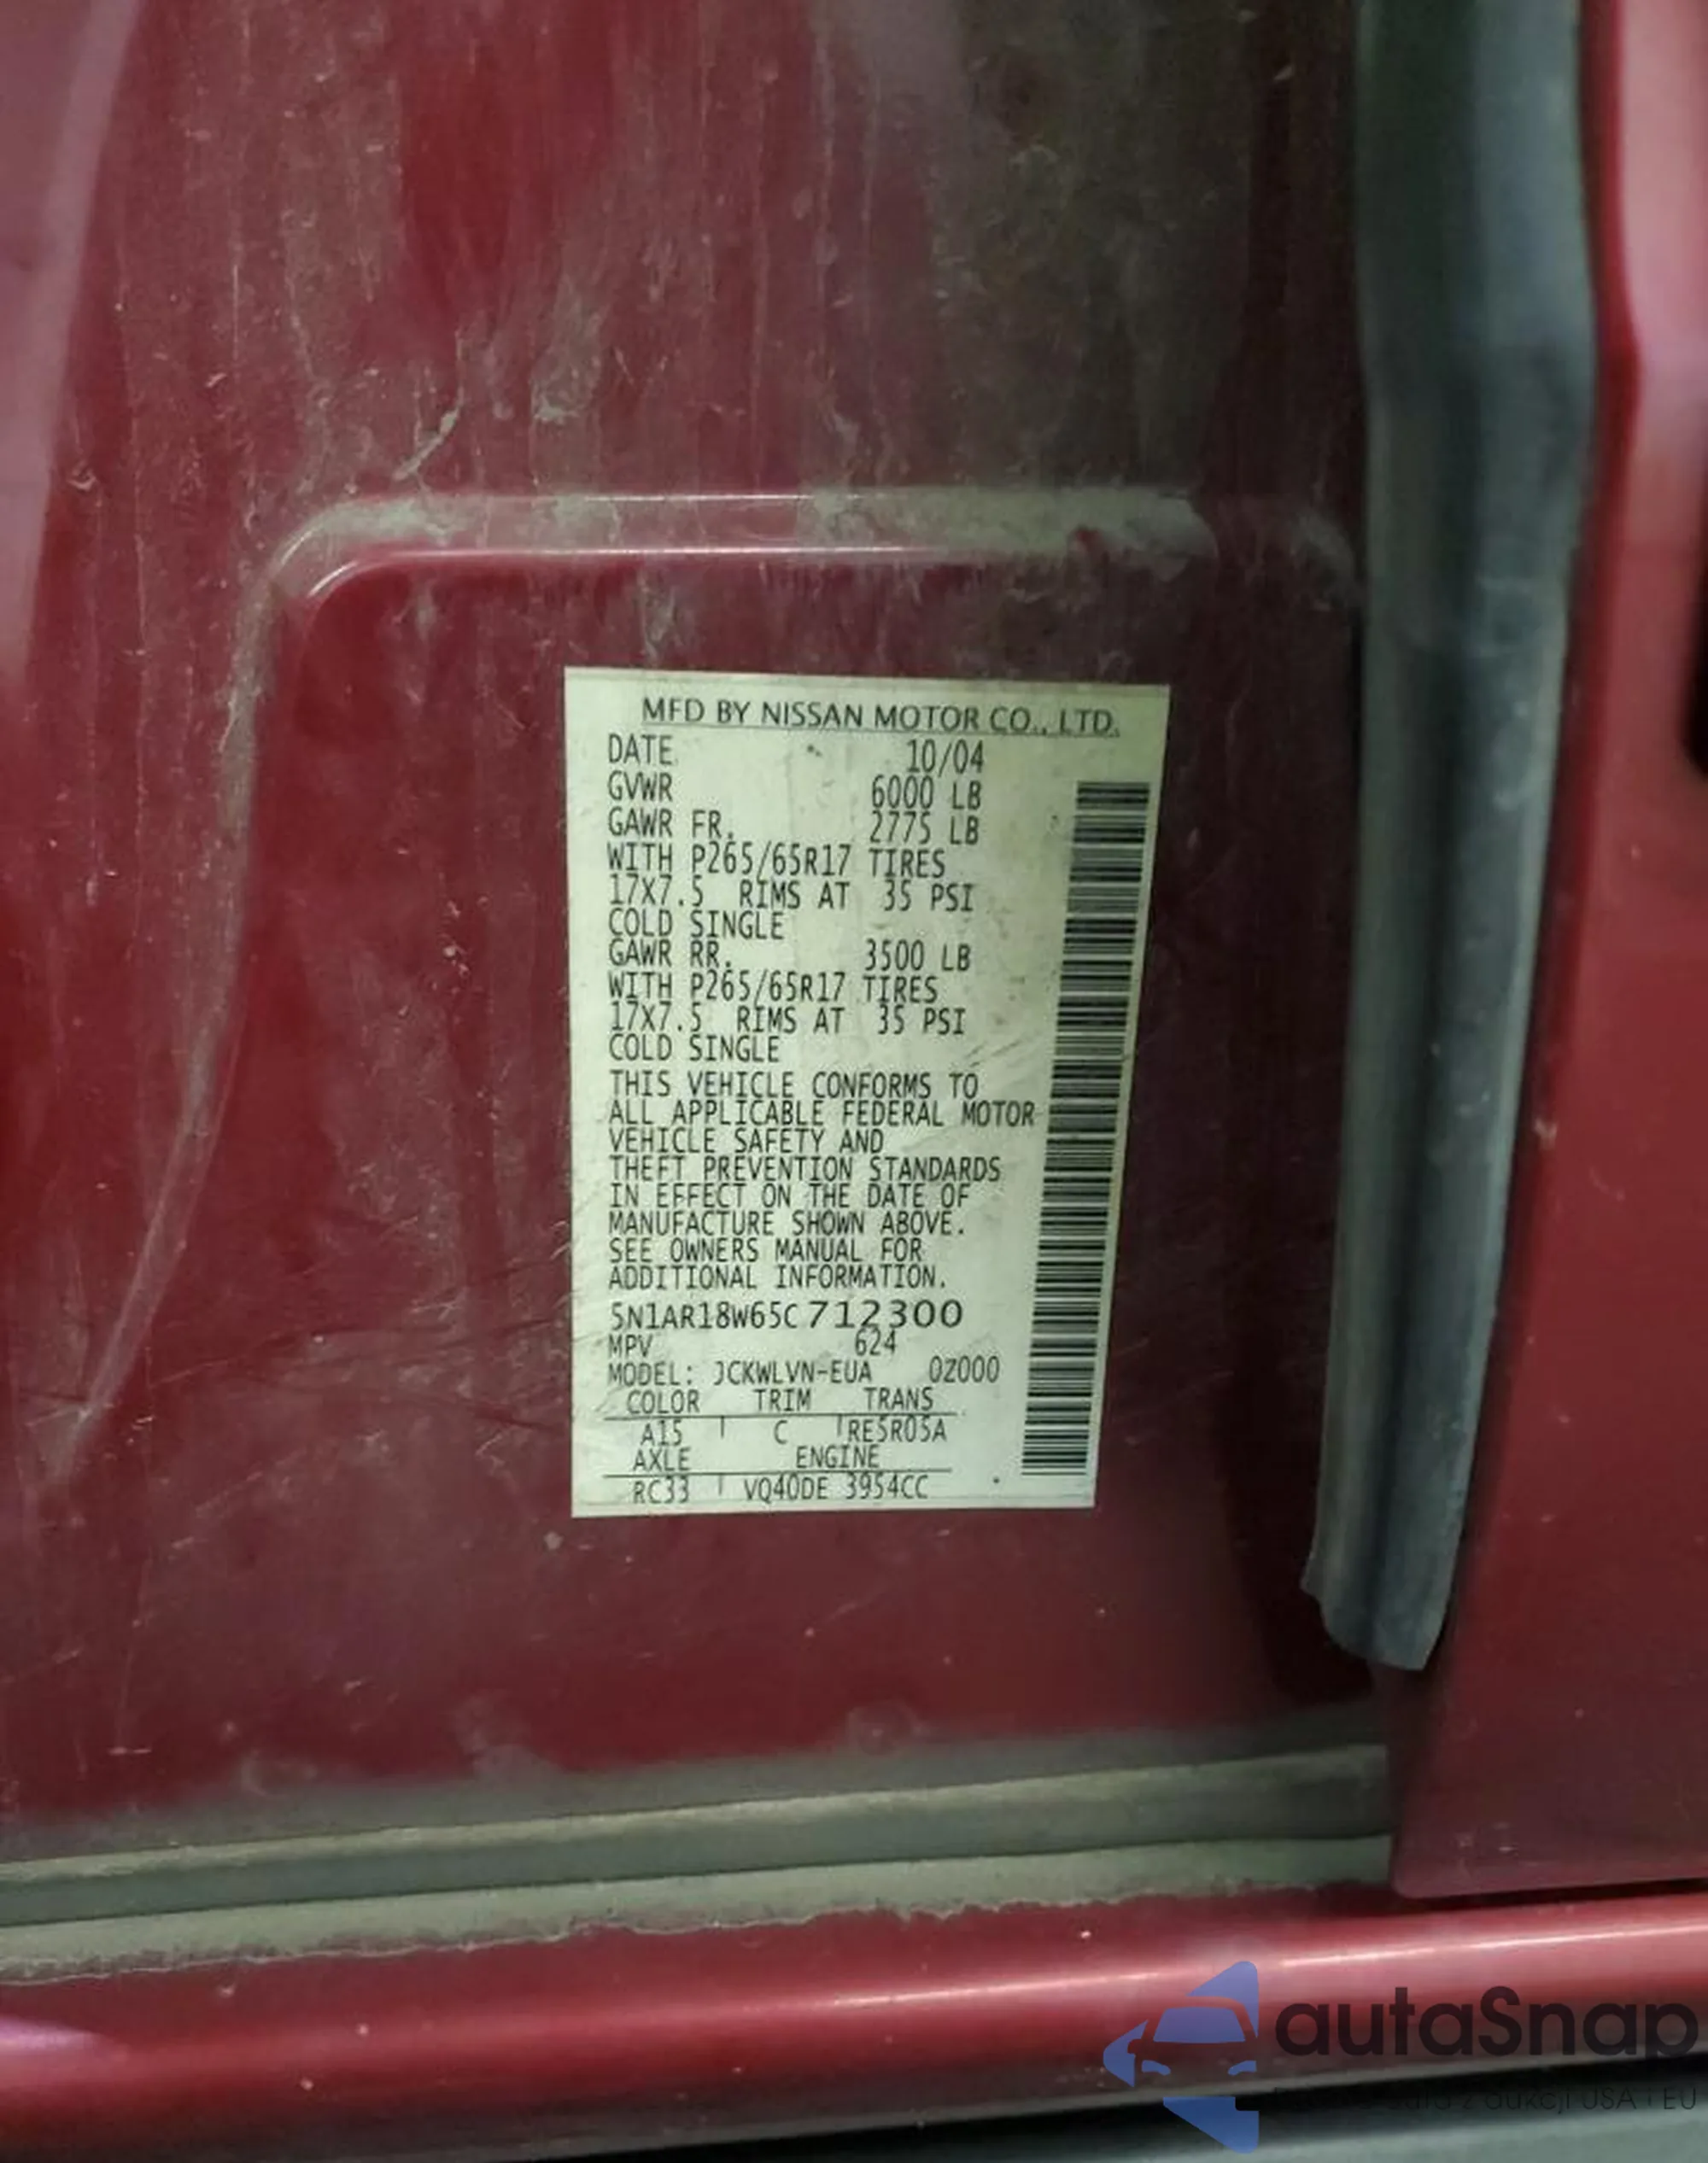 MFD BY NISSAN MOTOR CO., LTD.
DATE 10/04
GVWR 6000 LB
GAWR FR. 2775 LB
WITH P265/65R17 TIRES
17X7.5 RIMS AT 35 PSI
COLD SINGLE
GAWR RR. 3500 LB
WITH P265/65R17 TIRES
17X7.5 RIMS AT 35 PSI
COLD SINGLE
THIS VEHICLE CONFORMS TO
ALL APPLICABLE FEDERAL MOTOR
VEHICLE SAFETY AND
THEFT PREVENTION STANDARDS
IN EFFECT ON THE DATE OF
MANUFACTURE SHOWN ABOVE.
SEE OWNERS MANUAL FOR
ADDITIONAL INFORMATION.
5N1AR18W65C712300
MPV 624
MODEL: JCKWLVN-EUA 0Z000
COLOR TRIM TRANS
A15 C RE5R05A
AXLE ENGINE
RC33 VQ40DE 3954CC
autaSnap
auta z aukcji USA i EU